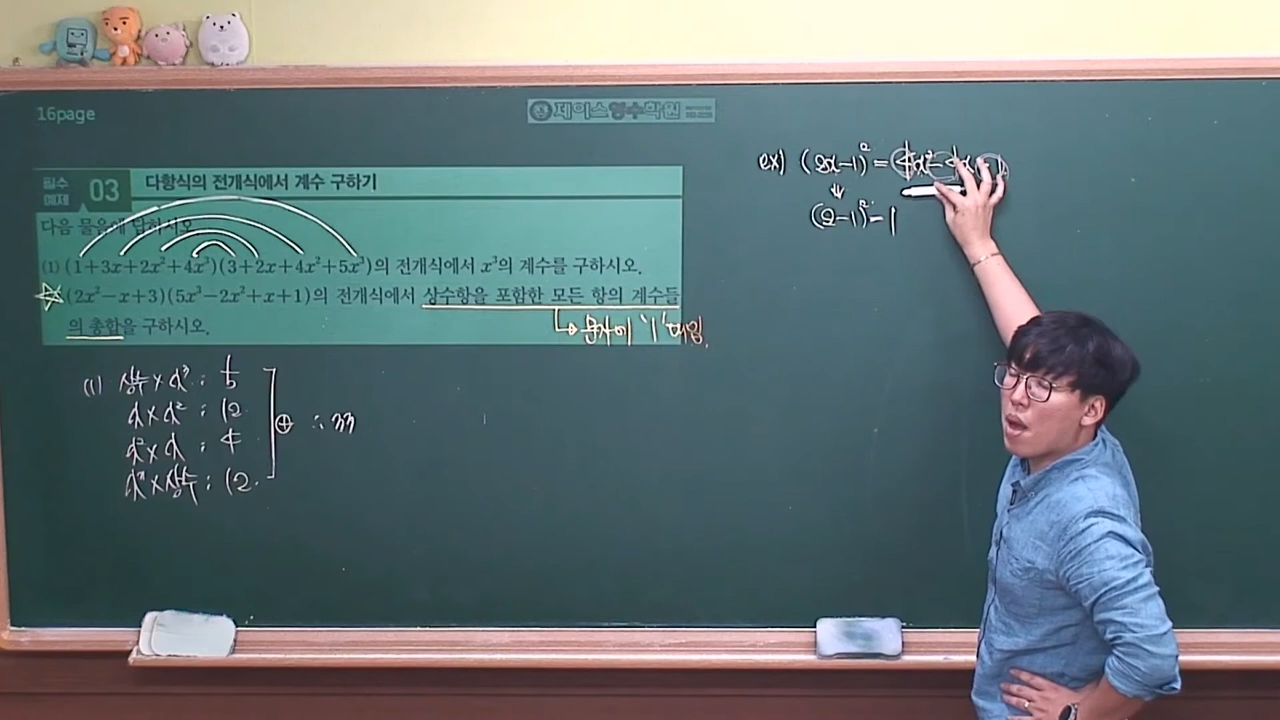 16page
제이스영수학원
필수 예제 03 다항식의 전개식에서 계수 구하기
다음 물음에 답하시오.
(1) (1+3x+2x²+4x³)(3+2x+4x²+5x³)의 전개식에서 x³의 계수를 구하시오.
(2x²-x+3)(5x³-2x²+x+1)의 전개식에서 상수항을 포함한 모든 항의 계수들
의 총합을 구하시오.
문자에 '1' 대입.
(1) 상수 × x³ : 5
x × x² : 12
x² × x : 4
x³ × 상수 : 12.
⊕ ∴ 33
ex) (2x-1)² = 4x² - 4x
(2-1)² = 1